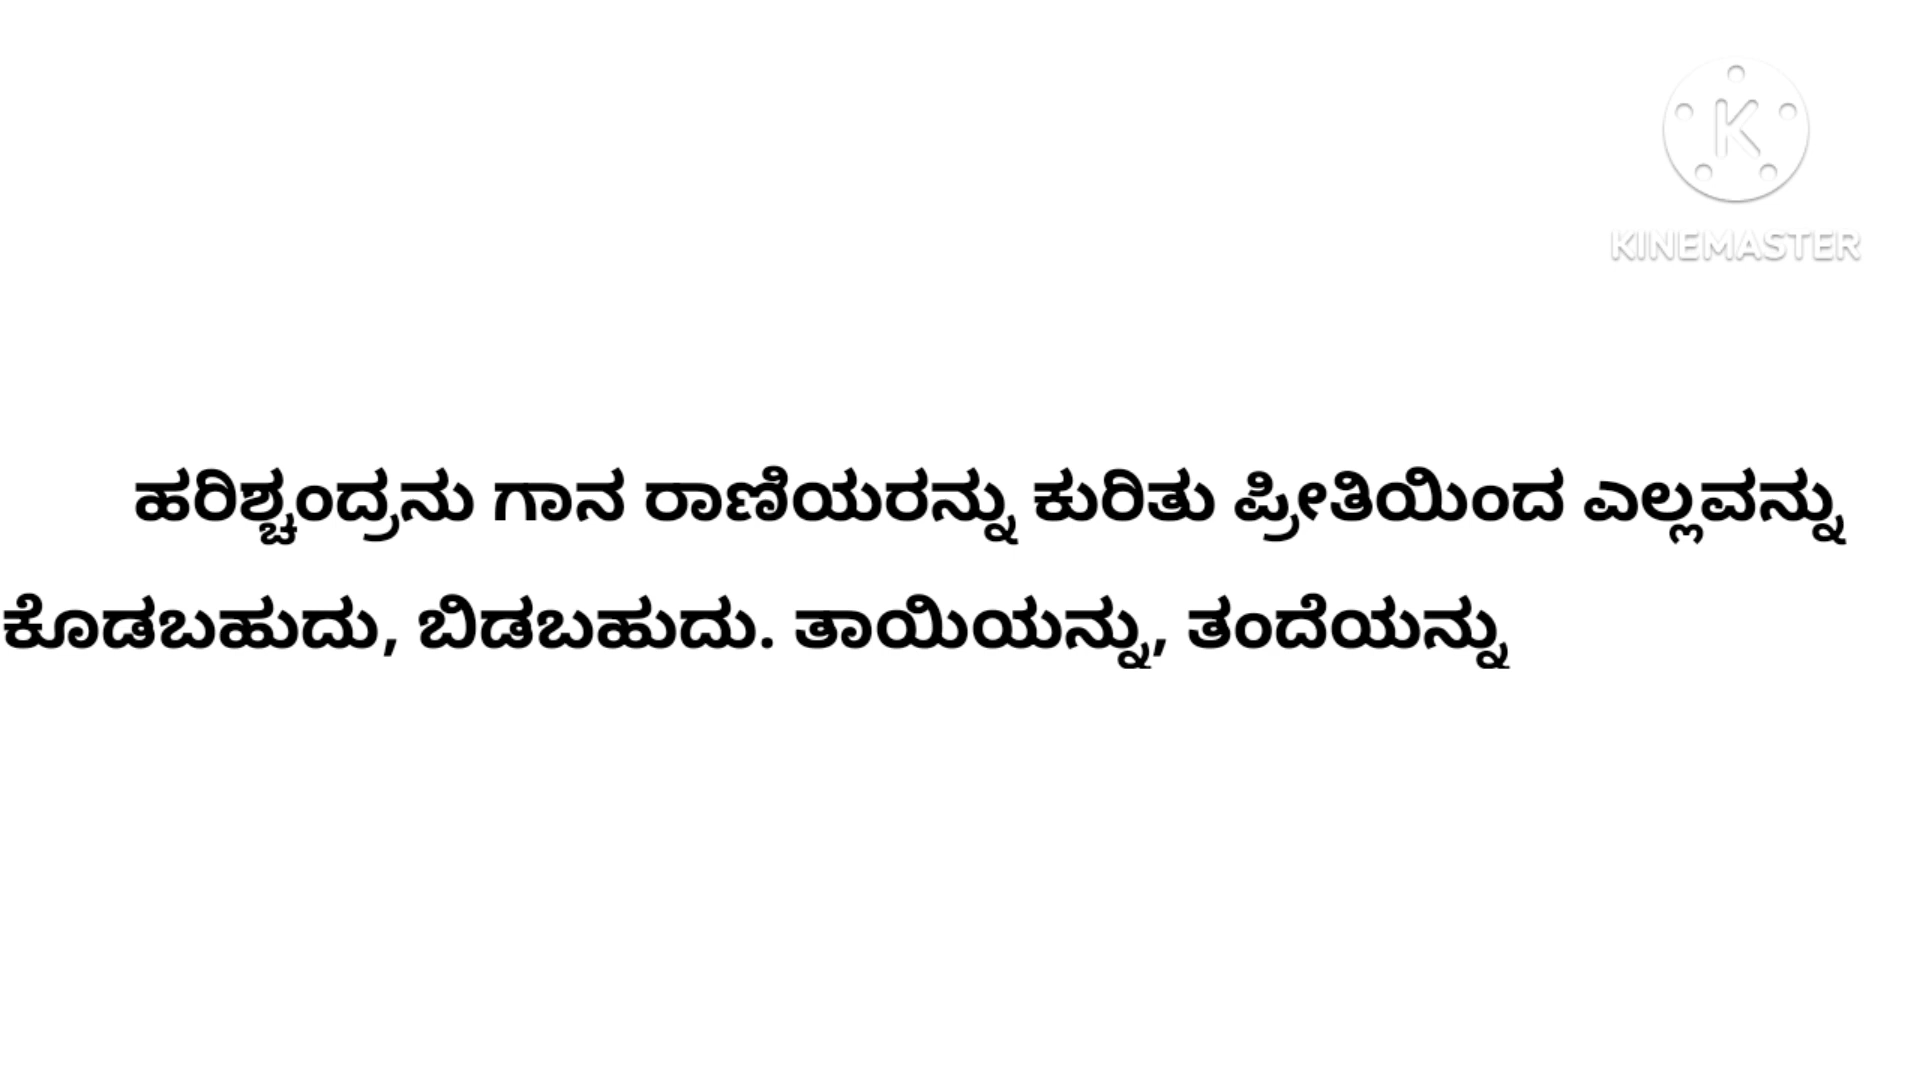 KINEMASTER
ಹರಿಶ್ಚಂದ್ರನು ಗಾನ ರಾಣಿಯರನ್ನು ಕುರಿತು ಪ್ರೀತಿಯಿಂದ ಎಲ್ಲವನ್ನು
ಕೊಡಬಹುದು, ಬಿಡಬಹುದು. ತಾಯಿಯನ್ನು, ತಂದೆಯನ್ನು